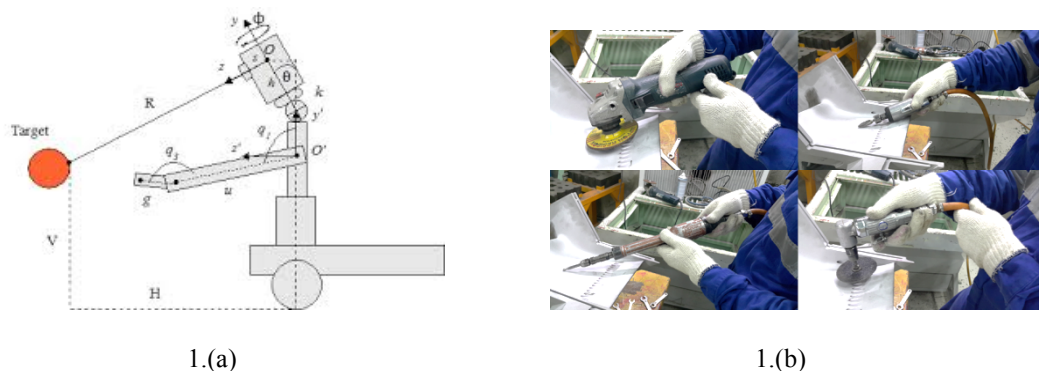 y ϕ
O
z s θ
h
R k
y'
Target q₁
q₃ z' O'
u
g
V
H
1.(a) 1.(b)